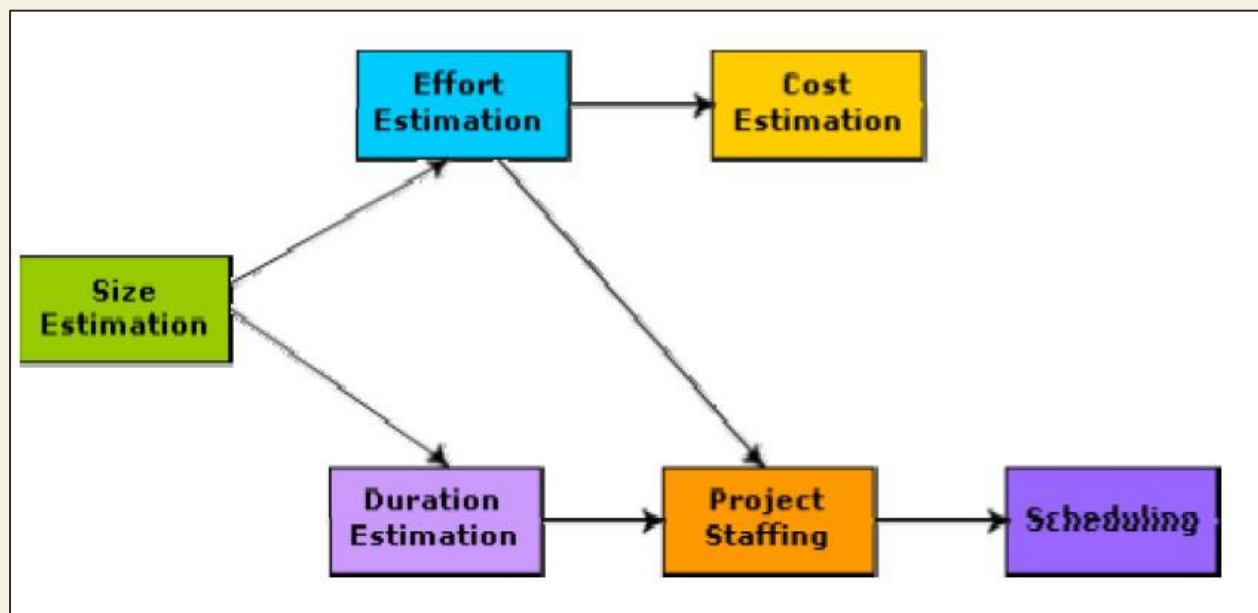 Effort
Estimation
Cost
Estimation
Size
Estimation
Duration
Estimation
Project
Staffing
Scheduling